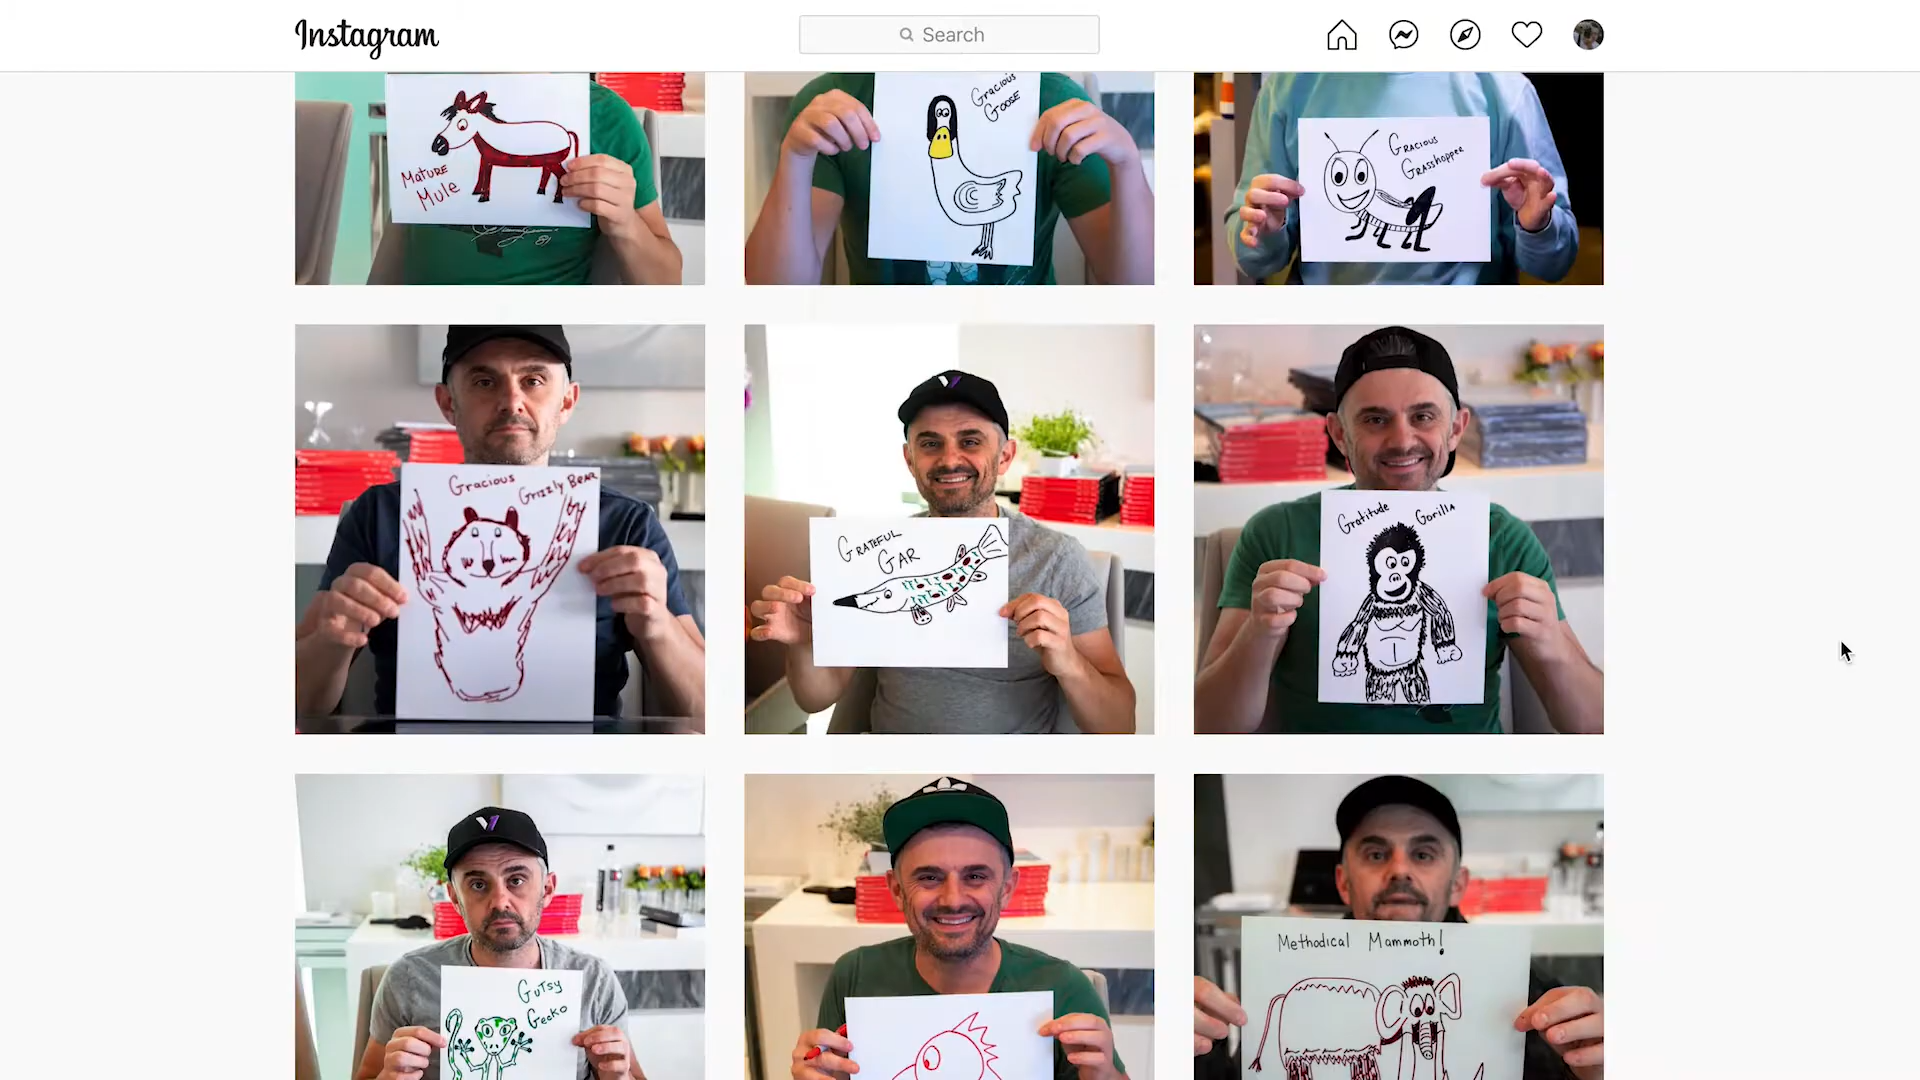 Instagram
Search
Mature
Mule
Gracious
Goose
Gracious
Grasshopper
Gracious
Grizzly Bear
Grateful
Gar
Gratitude Gorilla
Gutsy
Gecko
Methodical Mammoth!